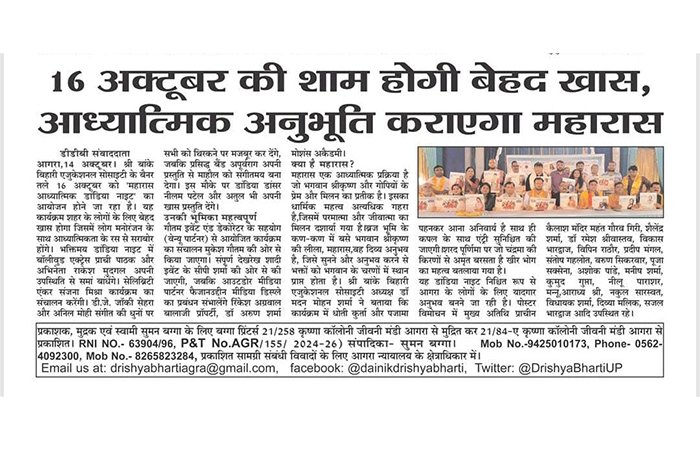 16 अक्टूबर की शाम होगी बेहद खास,
आध्यात्मिक अनुभूति कराएगा महारास
डीडीबी संवाददाता
आगरा,14 अक्टूबर। श्री बांके
बिहारी एजुकेशनल सोसाइटी के बैनर
तले 16 अक्टूबर को 'महारास
आध्यात्मिक डांडिया नाइट' का
आयोजन होने जा रहा है। यह
कार्यक्रम शहर के लोगों के लिए बेहद
खास होगा जिसमें लोग मनोरंजन के
साथ आध्यात्मिकता के रस से सराबोर
होंगे। भक्तिमय डांडिया नाइट में
बॉलीवुड एक्ट्रेस प्राची पाठक और
अभिनेता राकेश मुदगल अपनी
उपस्थिति से समां बाधेंगे। सेलिब्रिटी
एंकर संजना मिश्रा कार्यक्रम का
संचालन करेंगी। डी.जे. जॉकी सेहरा
और अनिल मोही संगीत की धुनों पर
सभी को थिरकने पर मजबूर कर देंगे,
जबकि प्रसिद्ध बैंड अपूर्वराग अपनी
प्रस्तुति से माहौल को संगीतमय बना
देगा। इस मौके पर डांडिया डांसर
नीलम पटेल और अतुल भी अपनी
खास प्रस्तुति देंगे।
उनकी भूमिका महत्वपूर्ण
गौतम इवेंट एंड डेकोरेटर के सहयोग
(वेन्यू पार्टनर) से आयोजित कार्यक्रम
का संचालन मुकेश गौतम की ओर से
किया जाएगा। संपूर्ण देखरेख शादी
इवेंट के सीपी शर्मा की ओर से की
जाएगी, जबकि आउटडोर मीडिया
पार्टनर फैजानउद्दीन मीडिया हाउस
का प्रबंधन संभालेंगे रिंकेश अग्रवाल
बालाजी प्रॉपर्टी, डॉ अरुण शर्मा
मोशंस अकैडमी।
क्या है महारास?
महारास एक आध्यात्मिक प्रक्रिया है
जो भगवान श्रीकृष्ण और गोपियों के
प्रेम और मिलन का प्रतीक है। इसका
धार्मिक महत्व अत्यधिक गहरा
है,जिसमें परमात्मा और जीवात्मा का
मिलन दर्शाया गया है।ब्रज भूमि के
कण-कण में बसे भगवान श्रीकृष्ण
की लीला, महारास,वह दिव्य अनुभव
है, जिसे सुनने और अनुभव करने से
भक्तों को भगवान के चरणों में स्थान
प्राप्त होता है। श्री बांके बिहारी
एजुकेशनल सोसाइटी अध्यक्ष डॉ
मदन मोहन शर्मा ने बताया कि
कार्यक्रम में धोती कुर्ता और पजामा
पहनकर आना अनिवार्य है साथ ही
कपल के साथ एंट्री सुनिश्चित की
जाएगी।शरद पूर्णिमा पर जो चंद्रमा की
किरणों से अमृत बरसता है खीर भोग
का महत्व बतलाया गया है।
यह डांडिया नाइट निश्चित रूप से
आगरा के लोगों के लिए यादगार
अनुभव बनने जा रही है। पोस्टर
विमोचन में मुख्य अतिथि प्राचीन
कैलाश मंदिर महंत गौरव गिरी, शैलेंद्र
शर्मा, डॉ रमेश श्रीवास्तव, विकास
भारद्वाज, विपिन राठौर, प्रदीप मंगल,
संतोष गहलोत, वरुण सिकरवार, पूजा
सक्सेना, अशोक पांडे, मनीप शर्मा,
कुमुद गुप्ता, नीलू पाराशर,
मन्नू,आराध्य श्री, नकुल सारस्वत,
विधायक शर्मा, दिव्या मलिक, सजल
भारद्वाज आदि उपस्थित रहे।
प्रकाशक, मुद्रक एवं स्वामी सुमन बग्गा के लिए बग्गा प्रिंटर्स 21/258 कृष्णा कॉलोनी जीवनी मंडी आगरा से मुद्रित कर 21/84-ए कृष्णा कॉलोनी जीवनी मंडी आगरा से
प्रकाशित। RNI NO.- 63904/96, P&T No.AGR/155/ 2024-26) संपादिका- सुमन बग्गा। Mob No.-9425010173, Phone- 0562-
4092300, Mob No.- 8265823284, प्रकाशित सामग्री संबंधी विवादों के लिए आगरा न्यायालय के क्षेत्राधिकार में।
Email us at: drishyabhartiagra@gmail.com, facebook: @dainikdrishyabharti, Twitter: @DrishyaBhartiUP